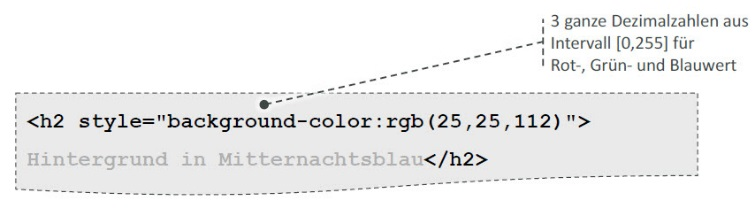 3 ganze Dezimalzahlen aus
Intervall [0,255] für
Rot-, Grün- und Blauwert
<h2 style="background-color:rgb(25,25,112)">
Hintergrund in Mitternachtsblau</h2>